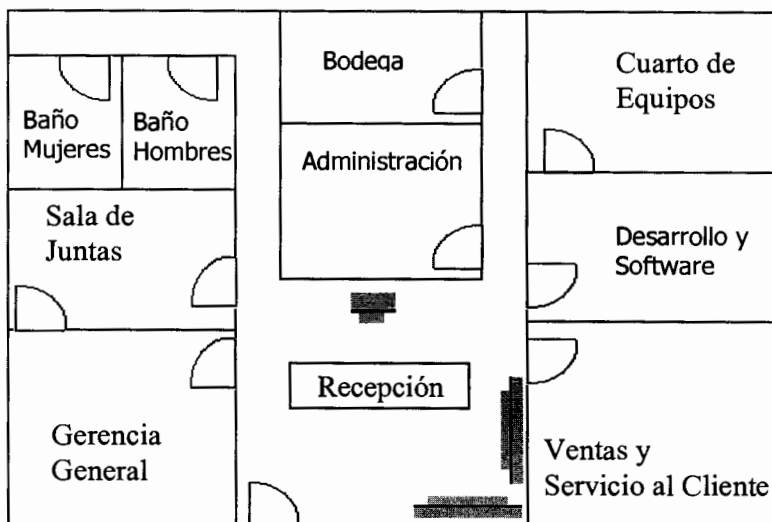 Bodega
Cuarto de
Equipos
Baño
Mujeres
Baño
Hombres
Administración
Sala de
Juntas
Desarrollo y
Software
Recepción
Gerencia
General
Ventas y
Servicio al Cliente